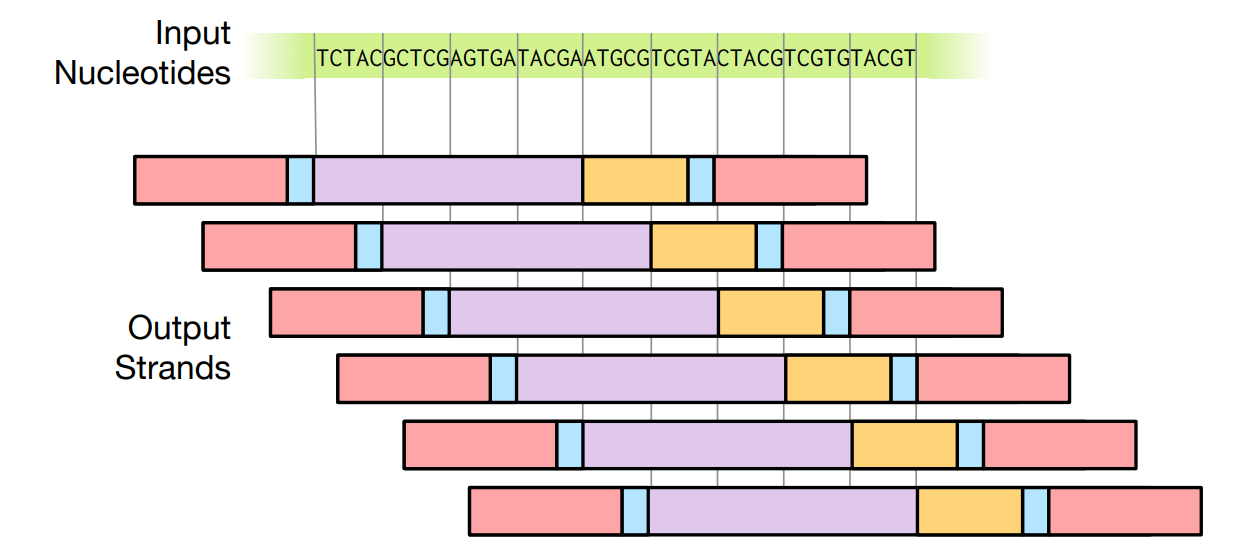 Input
Nucleotides
TCTACGCTCGAGTGATACGAATGCGTCGTACTACGTCGTGTACGT
Output
Strands